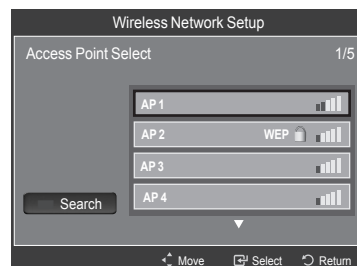 Wireless Network Setup
Access Point Select 1/5
AP 1
AP 2 WEP
AP 3
AP 4
Search
Move Select Return